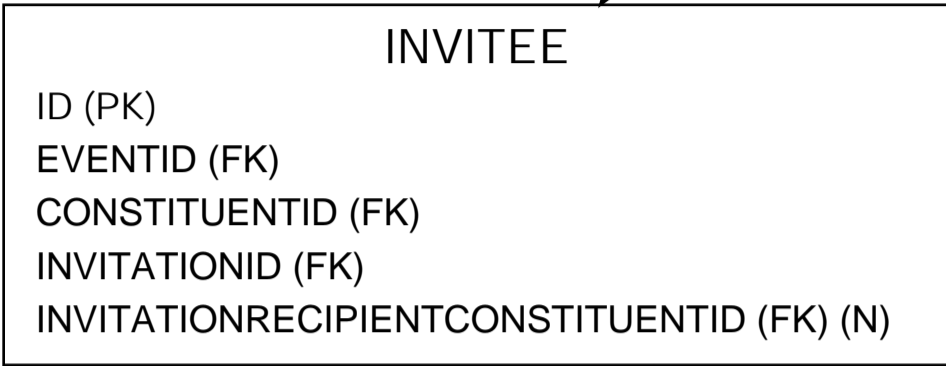 INVITEE
ID (PK)
EVENTID (FK)
CONSTITUENTID (FK)
INVITATIONID (FK)
INVITATIONRECIPIENTCONSTITUENTID (FK) (N)